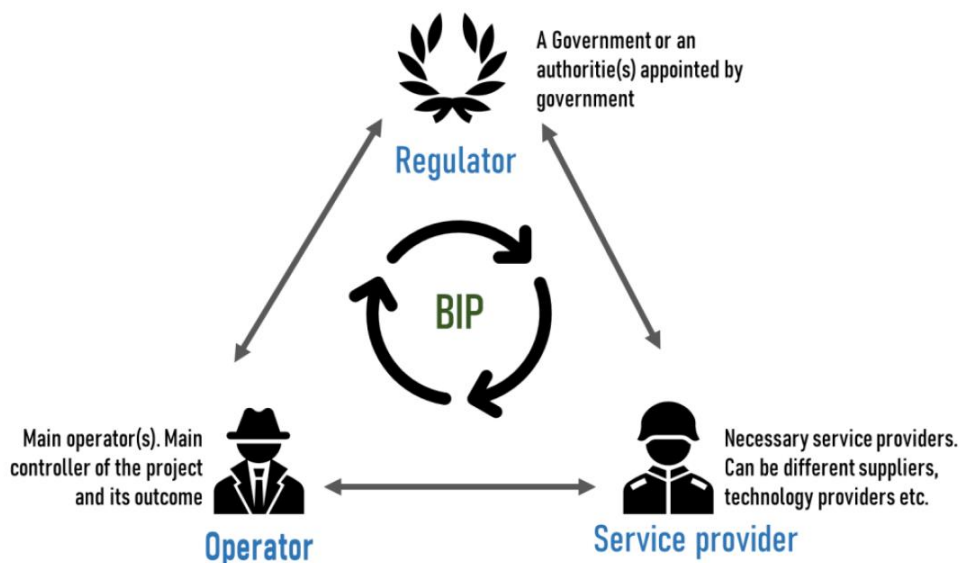 A Government or an
authoritie(s) appointed by
government
Regulator
BIP
Main operator(s). Main
controller of the project
and its outcome
Operator
Necessary service providers.
Can be different suppliers,
technology providers etc.
Service provider